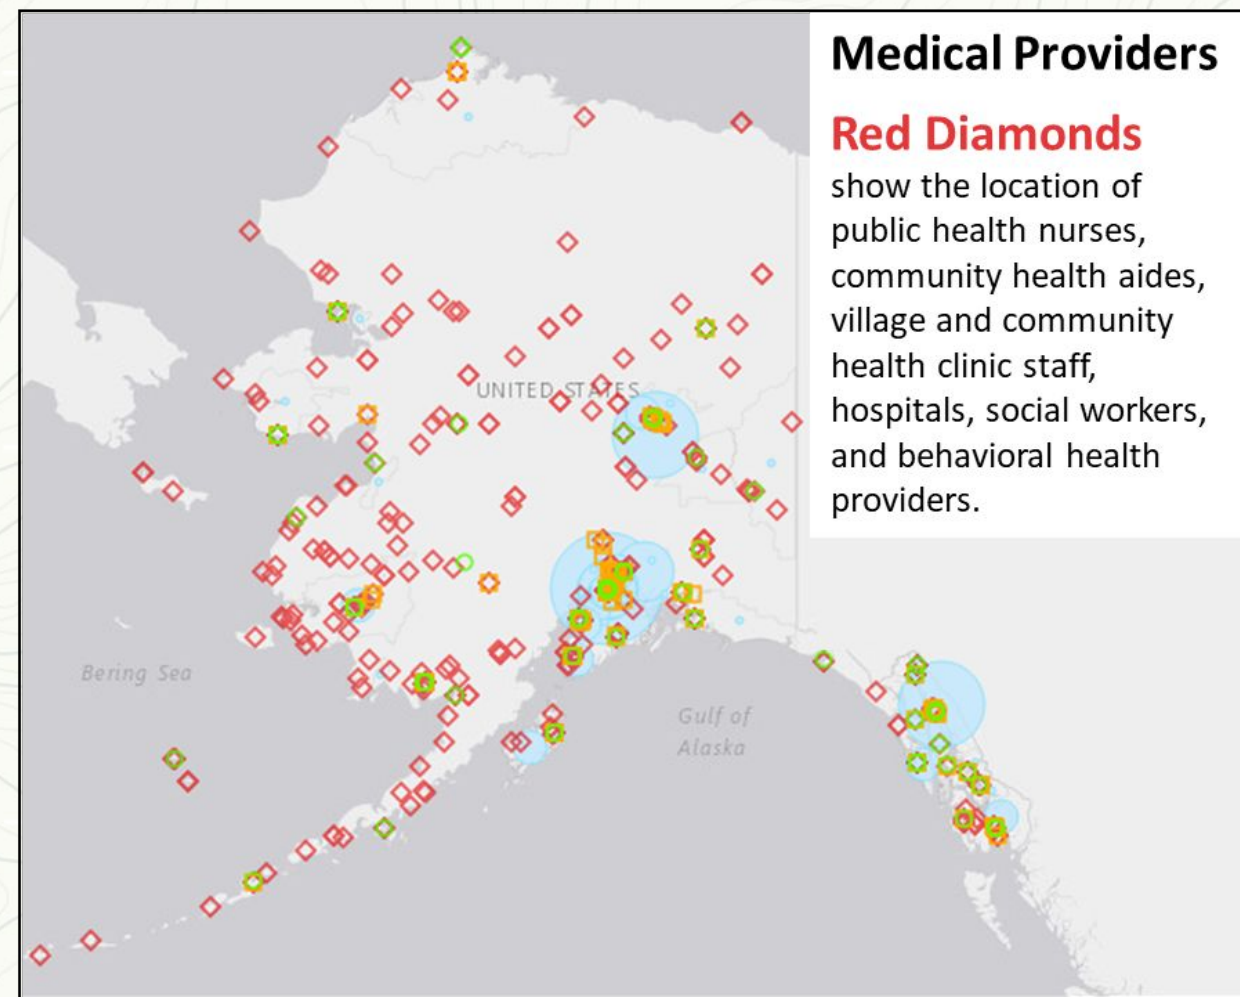 Medical Providers
Red Diamonds
show the location of
public health nurses,
community health aides,
village and community
health clinic staff,
hospitals, social workers,
and behavioral health
providers.
UNITED STATES
Bering Sea
Gulf of
Alaska